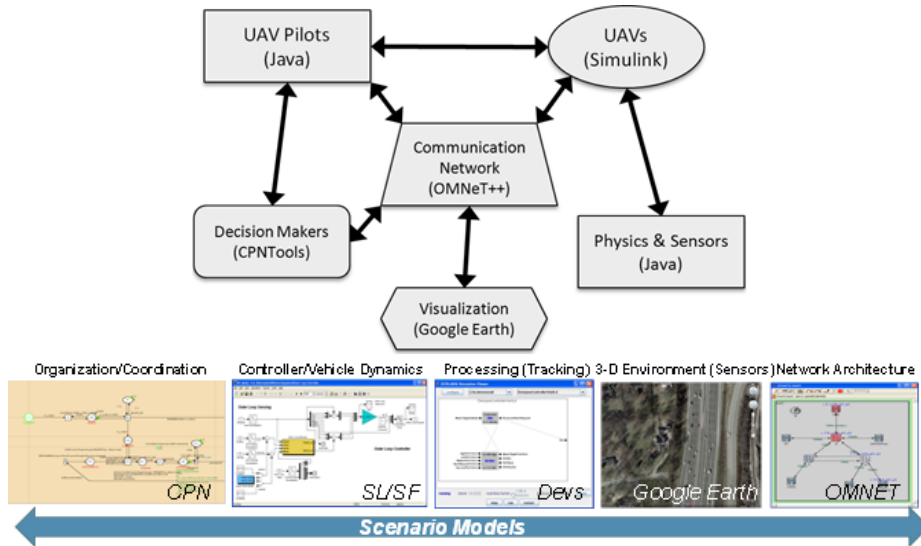 UAV Pilots
(Java)
UAVs
(Simulink)
Communication
Network
(OMNeT++)
Decision Makers
(CPNTools)
Physics & Sensors
(Java)
Visualization
(Google Earth)
Organization/Coordination
Controller/Vehicle Dynamics
Processing (Tracking)
3-D Environment (Sensors)
Network Architecture
CPN
SL/SF
Devs
Google Earth
OMNET
Scenario Models